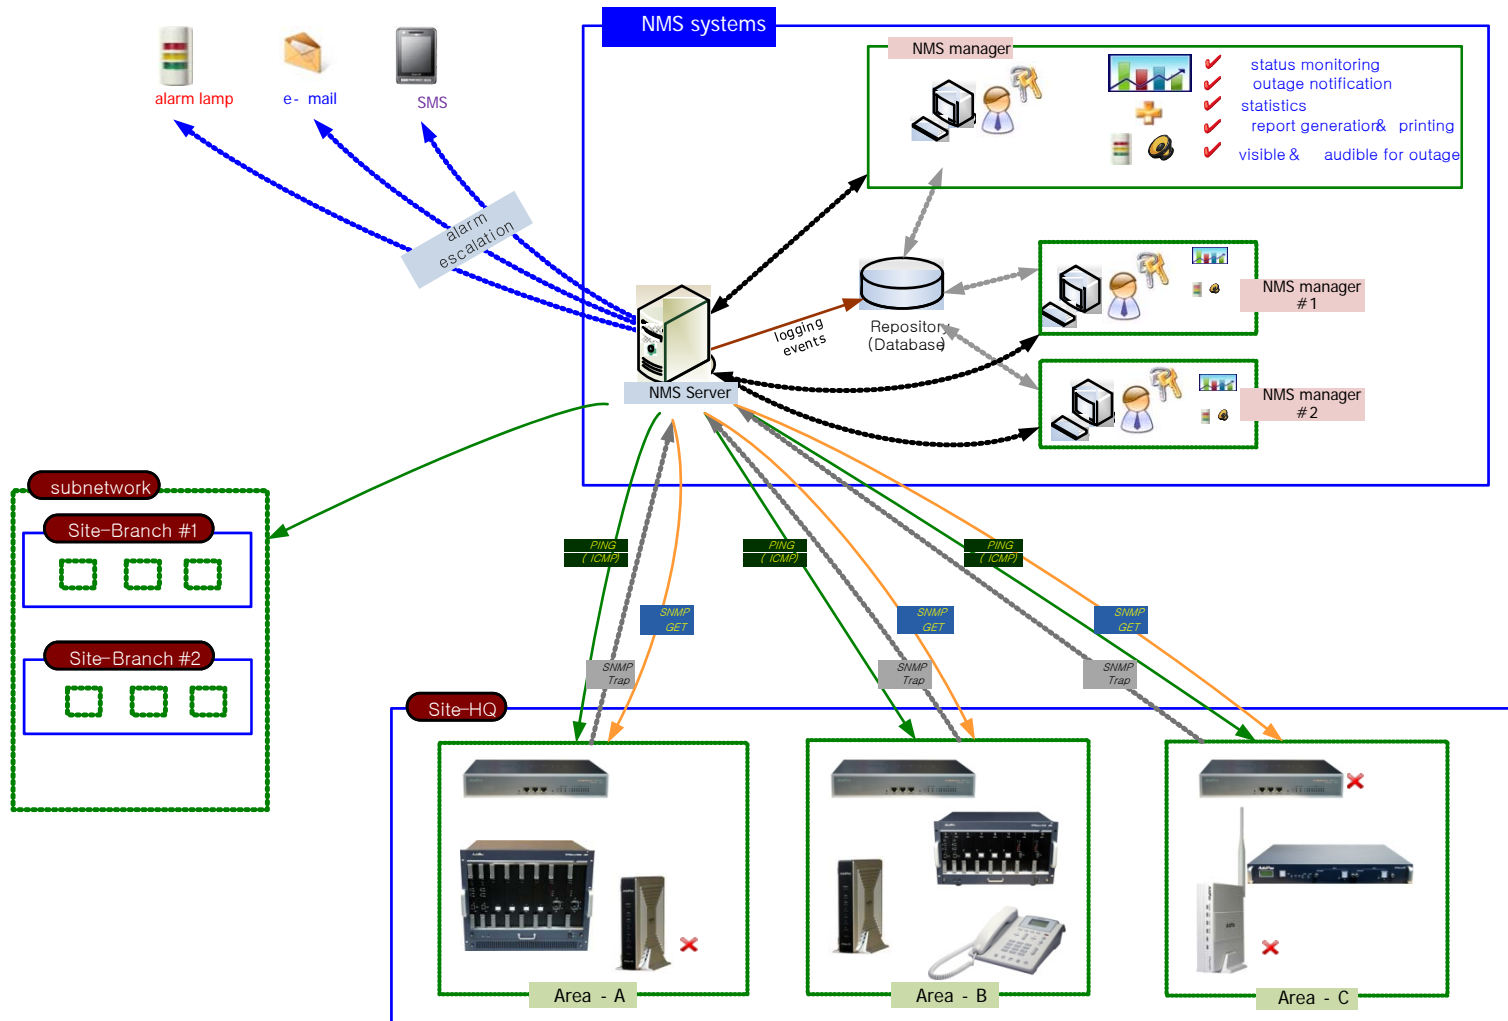 NMS systems
NMS manager
status monitoring
outage notification
statistics
report generation& printing
visible & audible for outage
alarm lamp
e- mail
SMS
alarm
escalation
NMS manager
#1
Repository
(Database)
logging
events
NMS Server
NMS manager
#2
subnetwork
Site-Branch #1
Site-Branch #2
PING
( ICMP)
PING
( ICMP)
PING
( ICMP)
SNMP
GET
SNMP
GET
SNMP
GET
SNMP
Trap
SNMP
Trap
SNMP
Trap
Site-HQ
Area - A
Area - B
Area - C